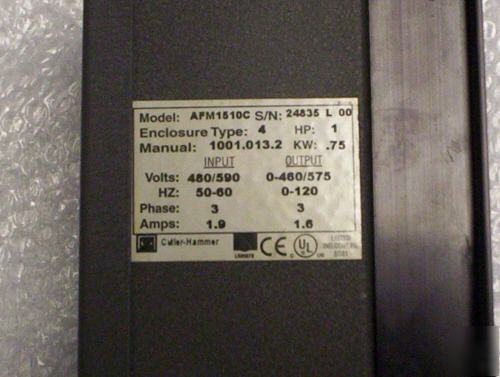 Model: AFM1510C S/N: 24835 L 00
Enclosure Type: 4 HP: 1
Manual: 1001.013.2 KW: .75
INPUT OUTPUT
Volts: 480/590 0-460/575
HZ: 50-60 0-120
Phase: 3 3
Amps: 1.9 1.6
Cutler-Hammer CE UL LISTED